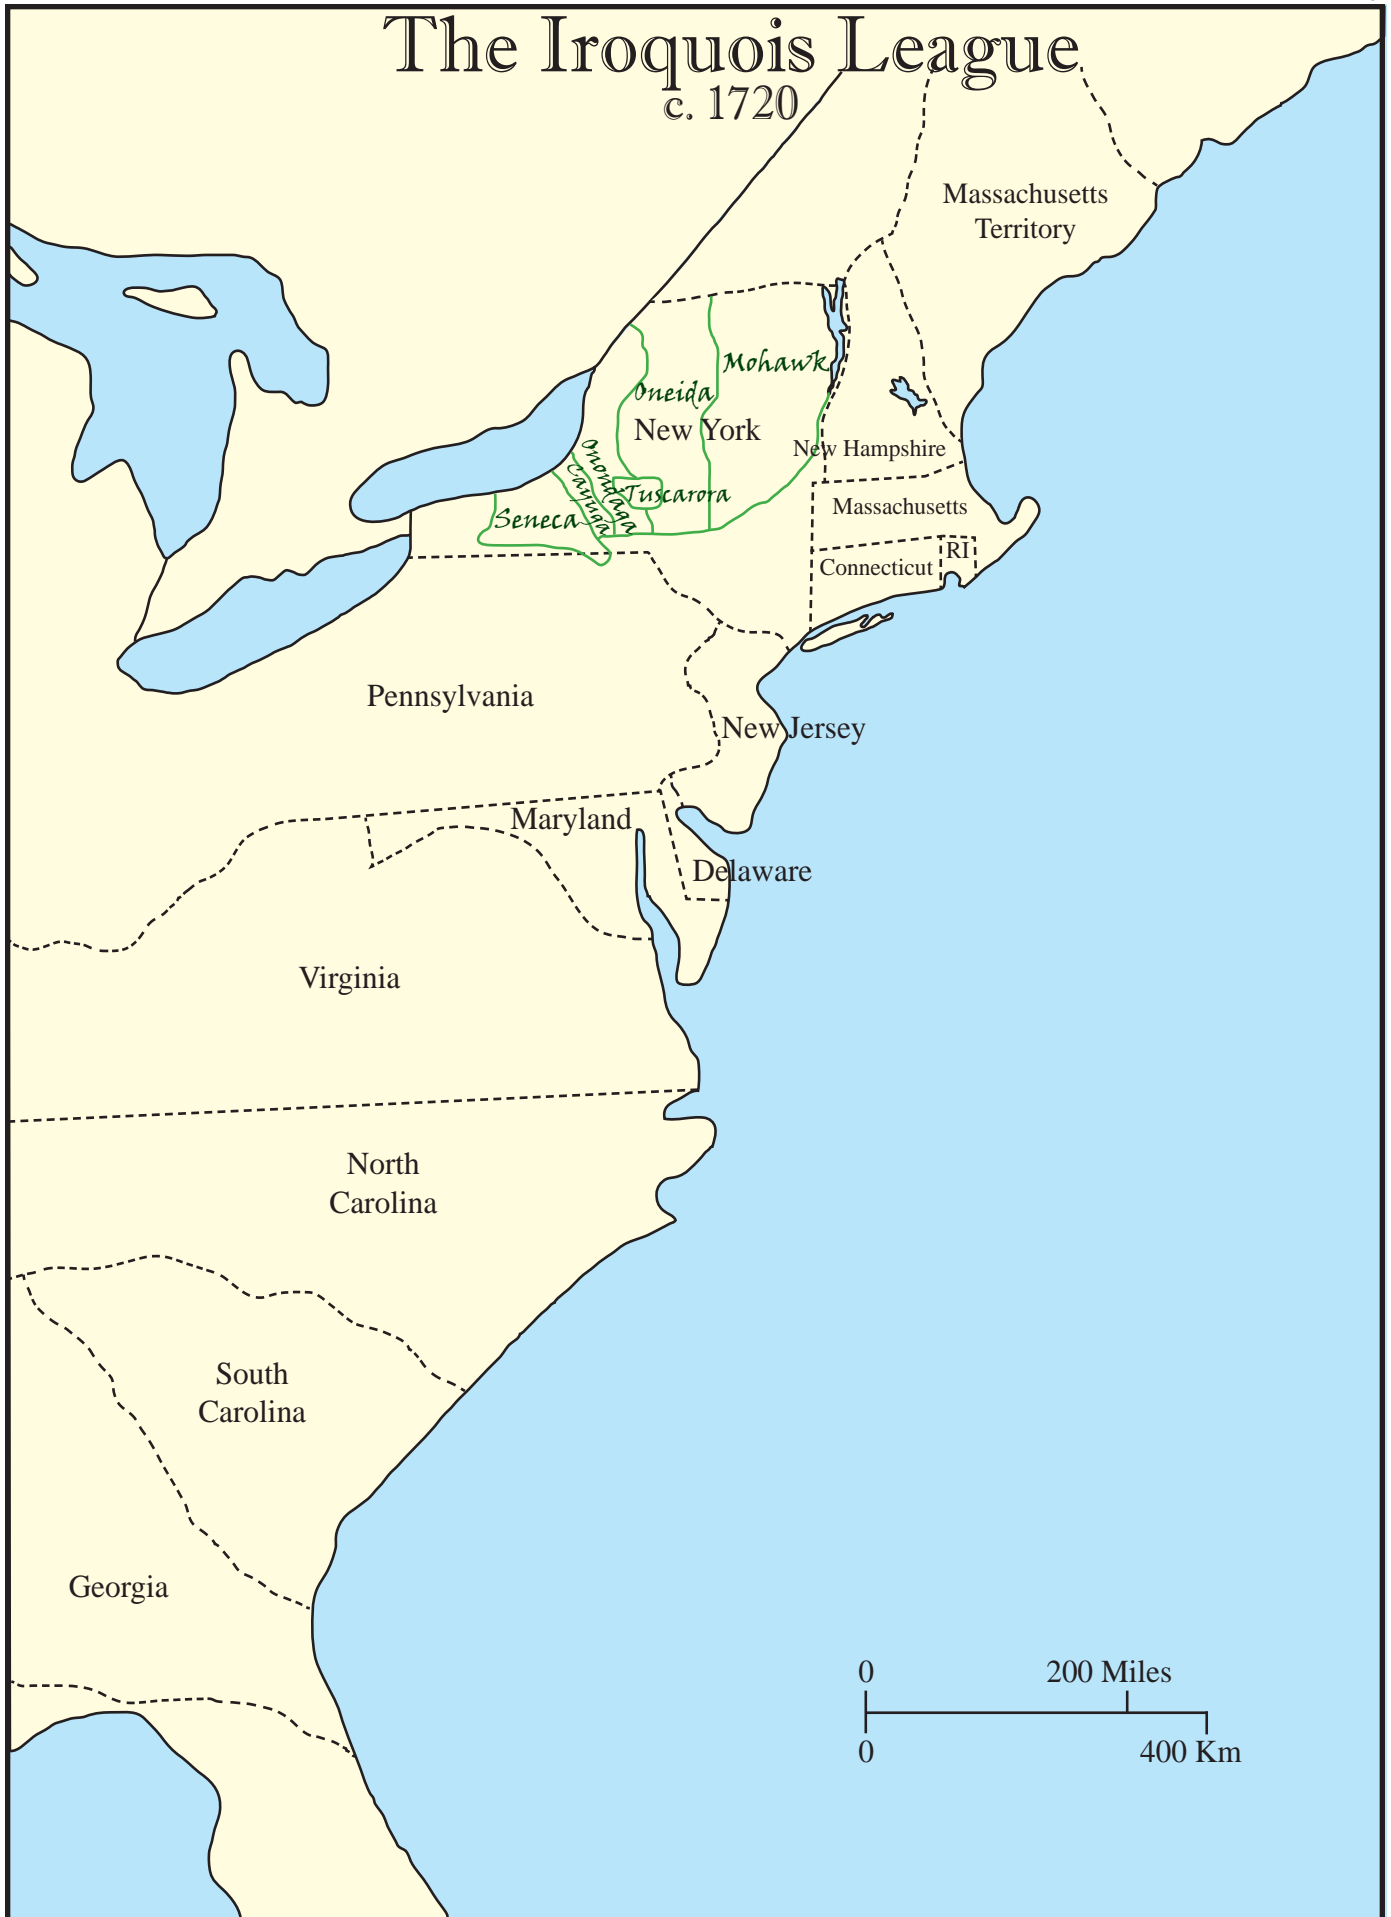 The Iroquois League
c. 1720
Massachusetts
Territory
Mohawk
Oneida
New York
New Hampshire
Onondaga
Cayuga
Tuscarora
Seneca
Massachusetts
RI
Connecticut
Pennsylvania
New Jersey
Maryland
Delaware
Virginia
North
Carolina
South
Carolina
Georgia
0 200 Miles
0 400 Km